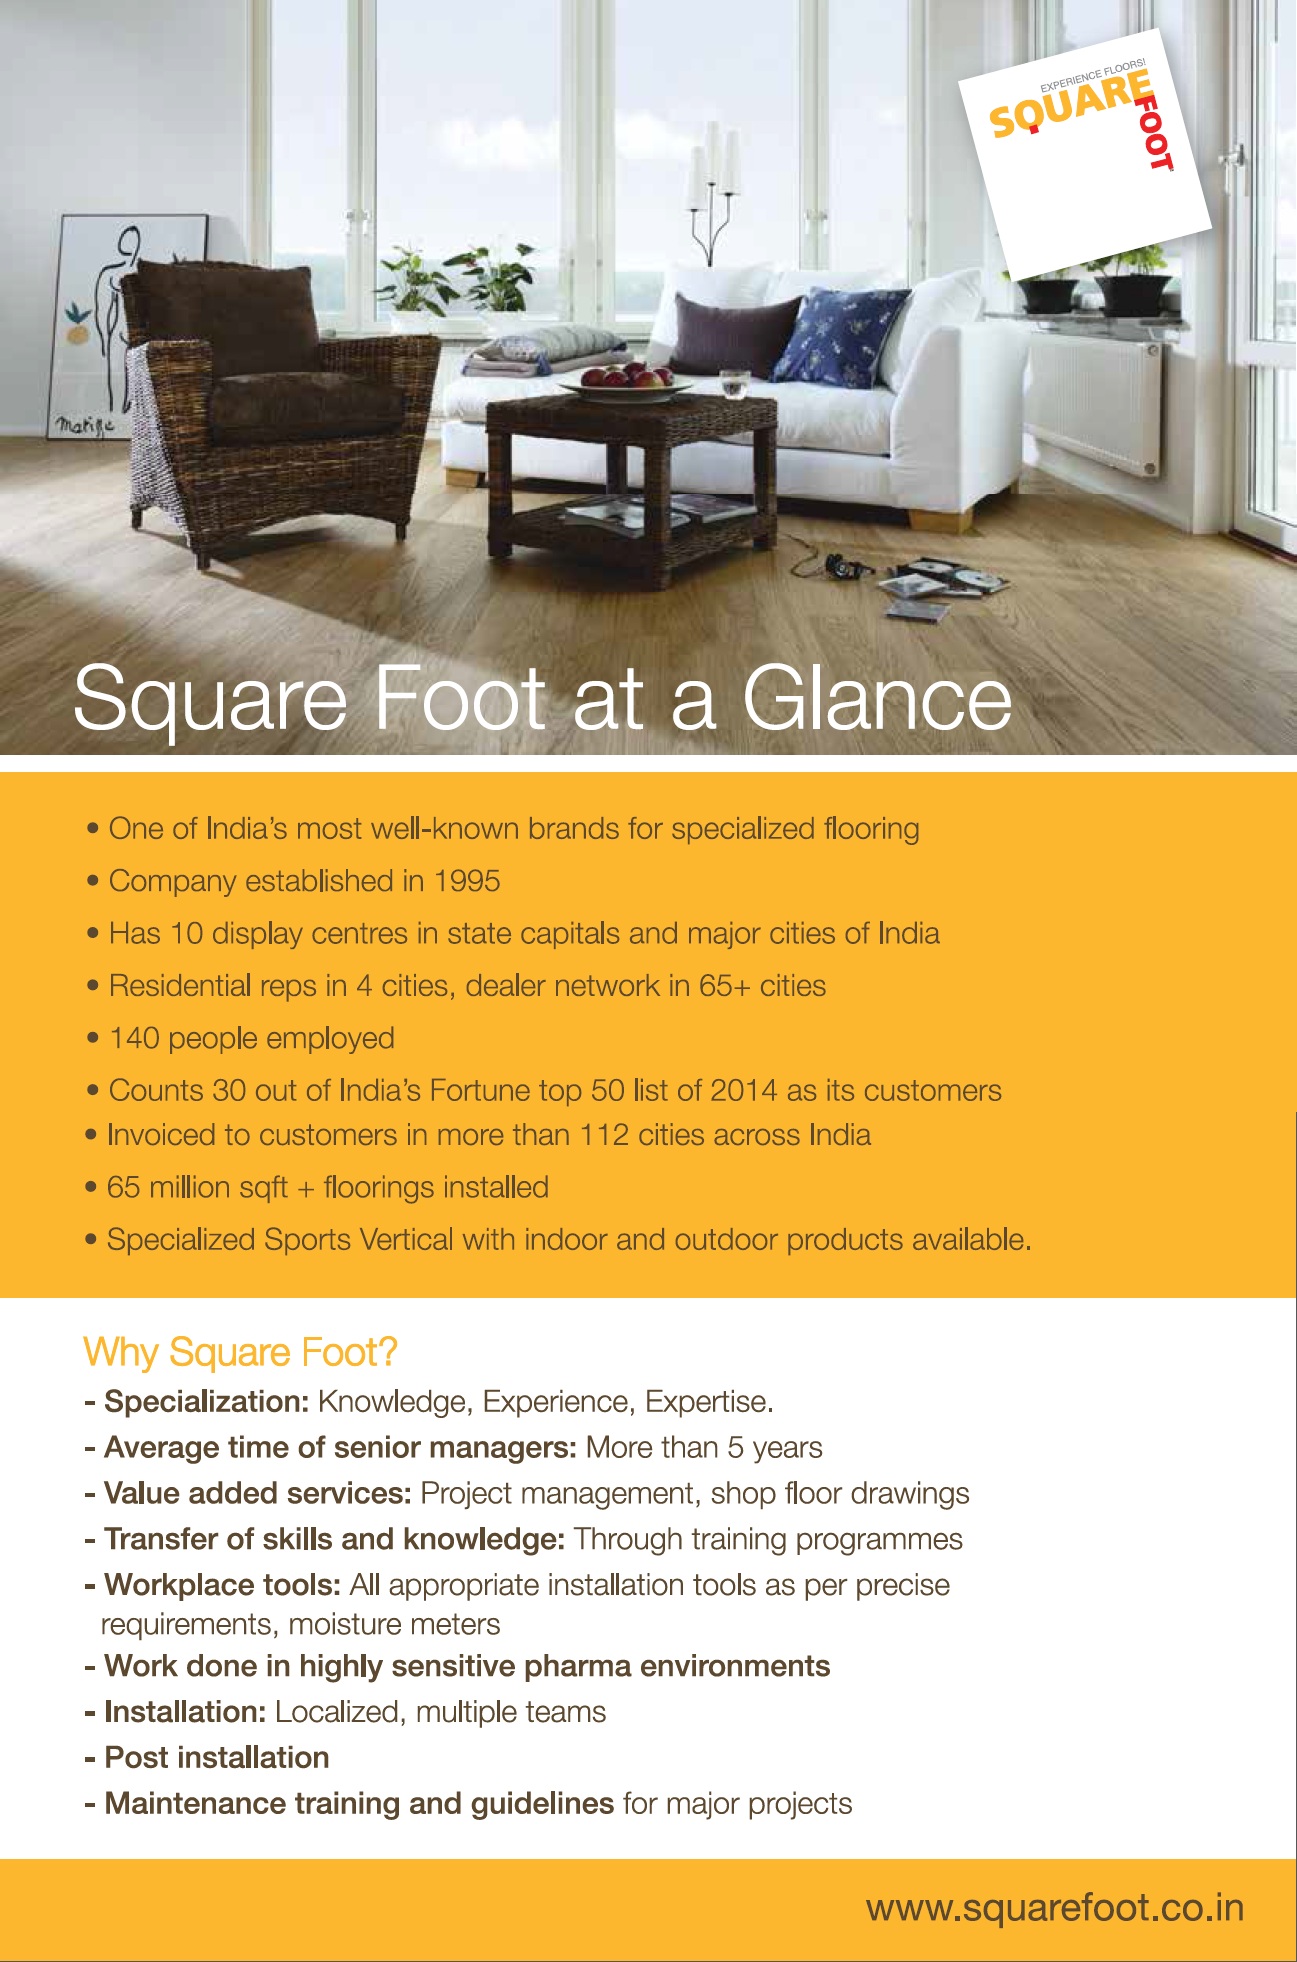 EXPERIENCE FLOORS!
SQUARE
FOOT
Matisse
Square Foot at a Glance
• One of India's most well-known brands for specialized flooring
• Company established in 1995
• Has 10 display centres in state capitals and major cities of India
• Residential reps in 4 cities, dealer network in 65+ cities
• 140 people employed
• Counts 30 out of India's Fortune top 50 list of 2014 as its customers
• Invoiced to customers in more than 112 cities across India
• 65 million sqft + floorings installed
• Specialized Sports Vertical with indoor and outdoor products available.
Why Square Foot?
- Specialization: Knowledge, Experience, Expertise.
- Average time of senior managers: More than 5 years
- Value added services: Project management, shop floor drawings
- Transfer of skills and knowledge: Through training programmes
- Workplace tools: All appropriate installation tools as per precise
requirements, moisture meters
- Work done in highly sensitive pharma environments
- Installation: Localized, multiple teams
- Post installation
- Maintenance training and guidelines for major projects
www.squarefoot.co.in